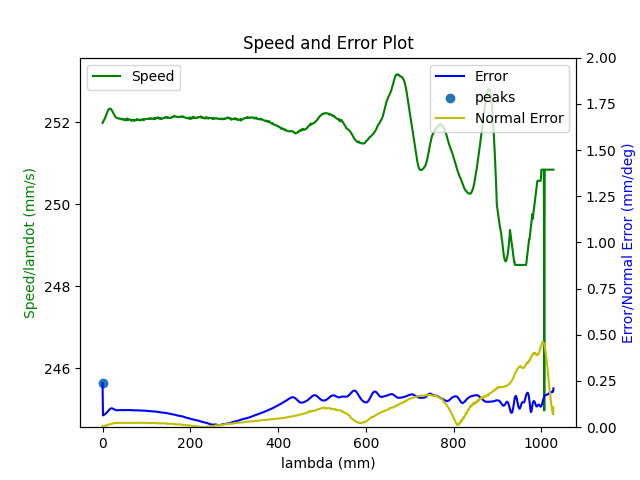 Speed and Error Plot
Speed
Error
peaks
Normal Error
Speed/lamdot (mm/s)
252
250
248
246
2.00
1.75
1.50
1.25
1.00
0.75
0.50
0.25
0.00
Error/Normal Error (mm/deg)
0 200 400 600 800 1000
lambda (mm)